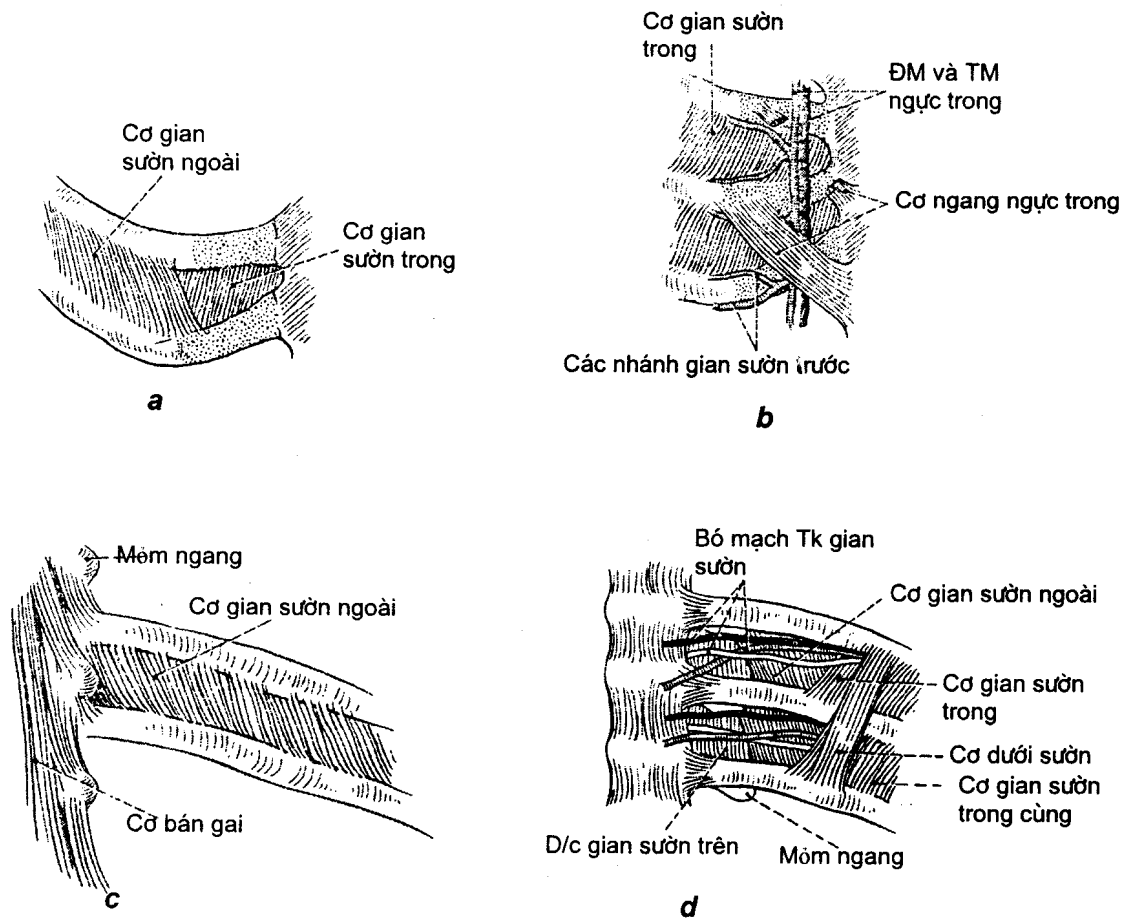 Cơ gian
sườn ngoài
Cơ gian
sườn trong
a
Cơ gian sườn
trong
ĐM và TM
ngực trong
Cơ ngang ngực trong
Các nhánh gian sườn trước
b
Mỏm ngang
Cơ gian sườn ngoài
Cơ bán gai
c
Bó mạch Tk gian
sườn
Cơ gian sườn ngoài
Cơ gian sườn
trong
Cơ dưới sườn
Cơ gian sườn
trong cùng
D/c gian sườn trên
Mỏm ngang
d